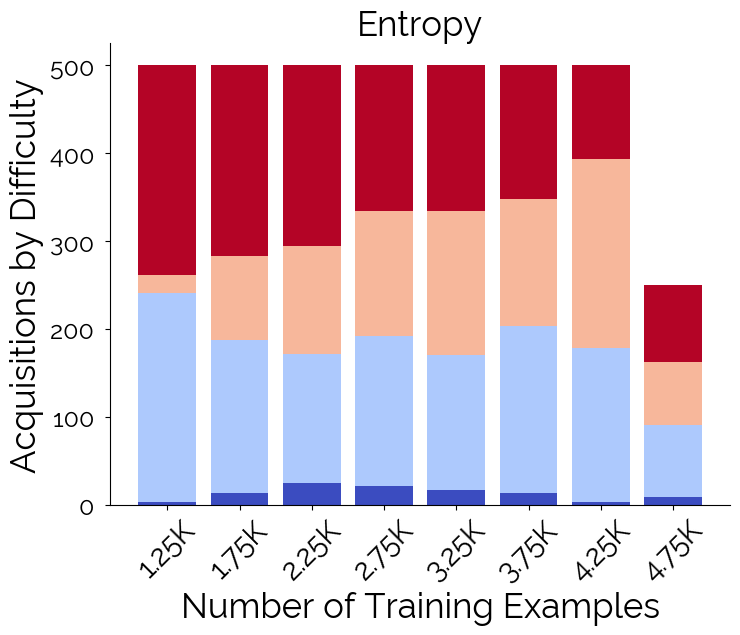 Entropy
Acquisitions by Difficulty
500
400
300
200
100
0
1.25K
1.75K
2.25K
2.75K
3.25K
3.75K
4.25K
4.75K
Number of Training Examples